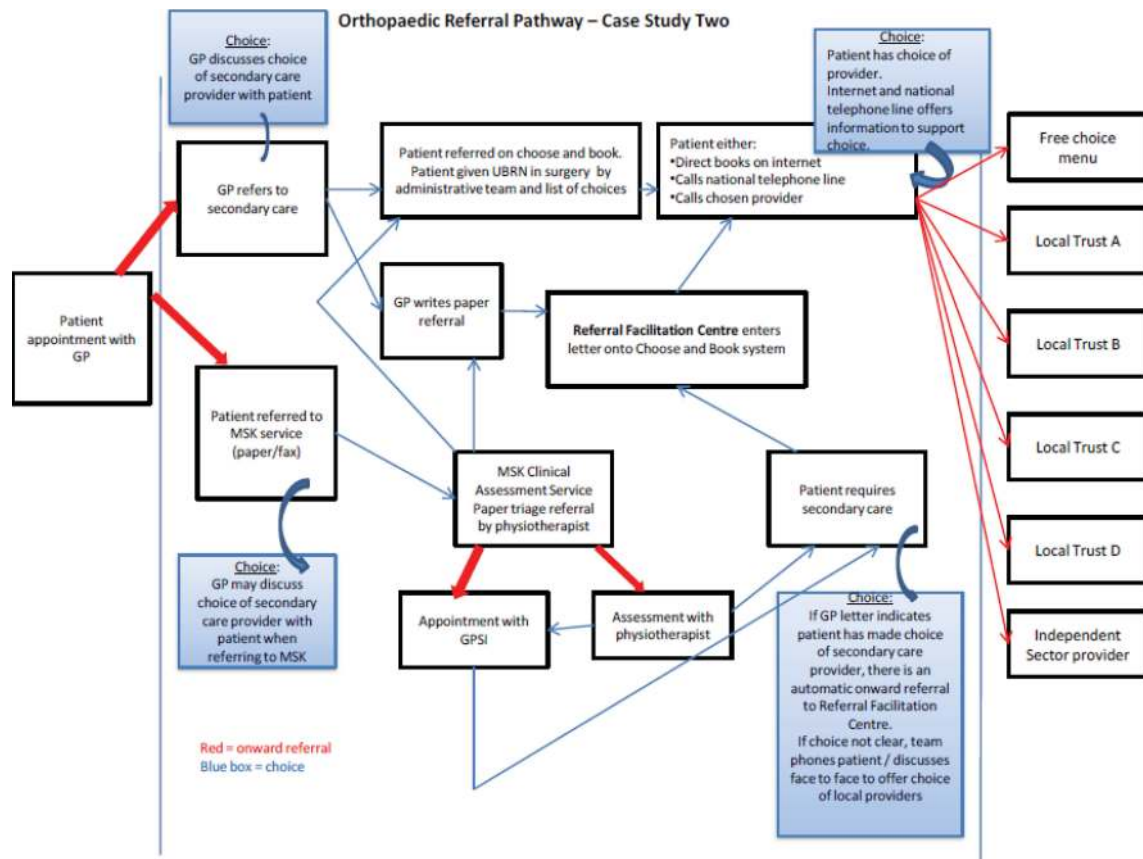 Orthopaedic Referral Pathway – Case Study Two
Choice:
GP discusses choice
of secondary care
provider with patient
Choice:
Patient has choice of
provider.
Internet and national
telephone line offers
information to support
choice.
GP refers to
secondary care
Patient referred on choose and book.
Patient given UBRN in surgery by
administrative team and list of choices
Patient either:
•Direct books on internet
•Calls national telephone line
•Calls chosen provider
Free choice
menu
Local Trust A
Patient
appointment with
GP
GP writes paper
referral
Referral Facilitation Centre enters
letter onto Choose and Book system
Local Trust B
Patient referred to
MSK service
(paper/fax)
MSK Clinical
Assessment Service
Paper triage referral
by physiotherapist
Patient requires
secondary care
Local Trust C
Local Trust D
Choice:
GP may discuss
choice of secondary
care provider with
patient when
referring to MSK
Appointment with
GPSI
Assessment with
physiotherapist
Choice:
If GP letter indicates
patient has made choice
of secondary care
provider, there is an
automatic onward referral
to Referral Facilitation
Centre.
If choice not clear, team
phones patient / discusses
face to face to offer choice
of local providers
Independent
Sector provider
Red = onward referral
Blue box = choice